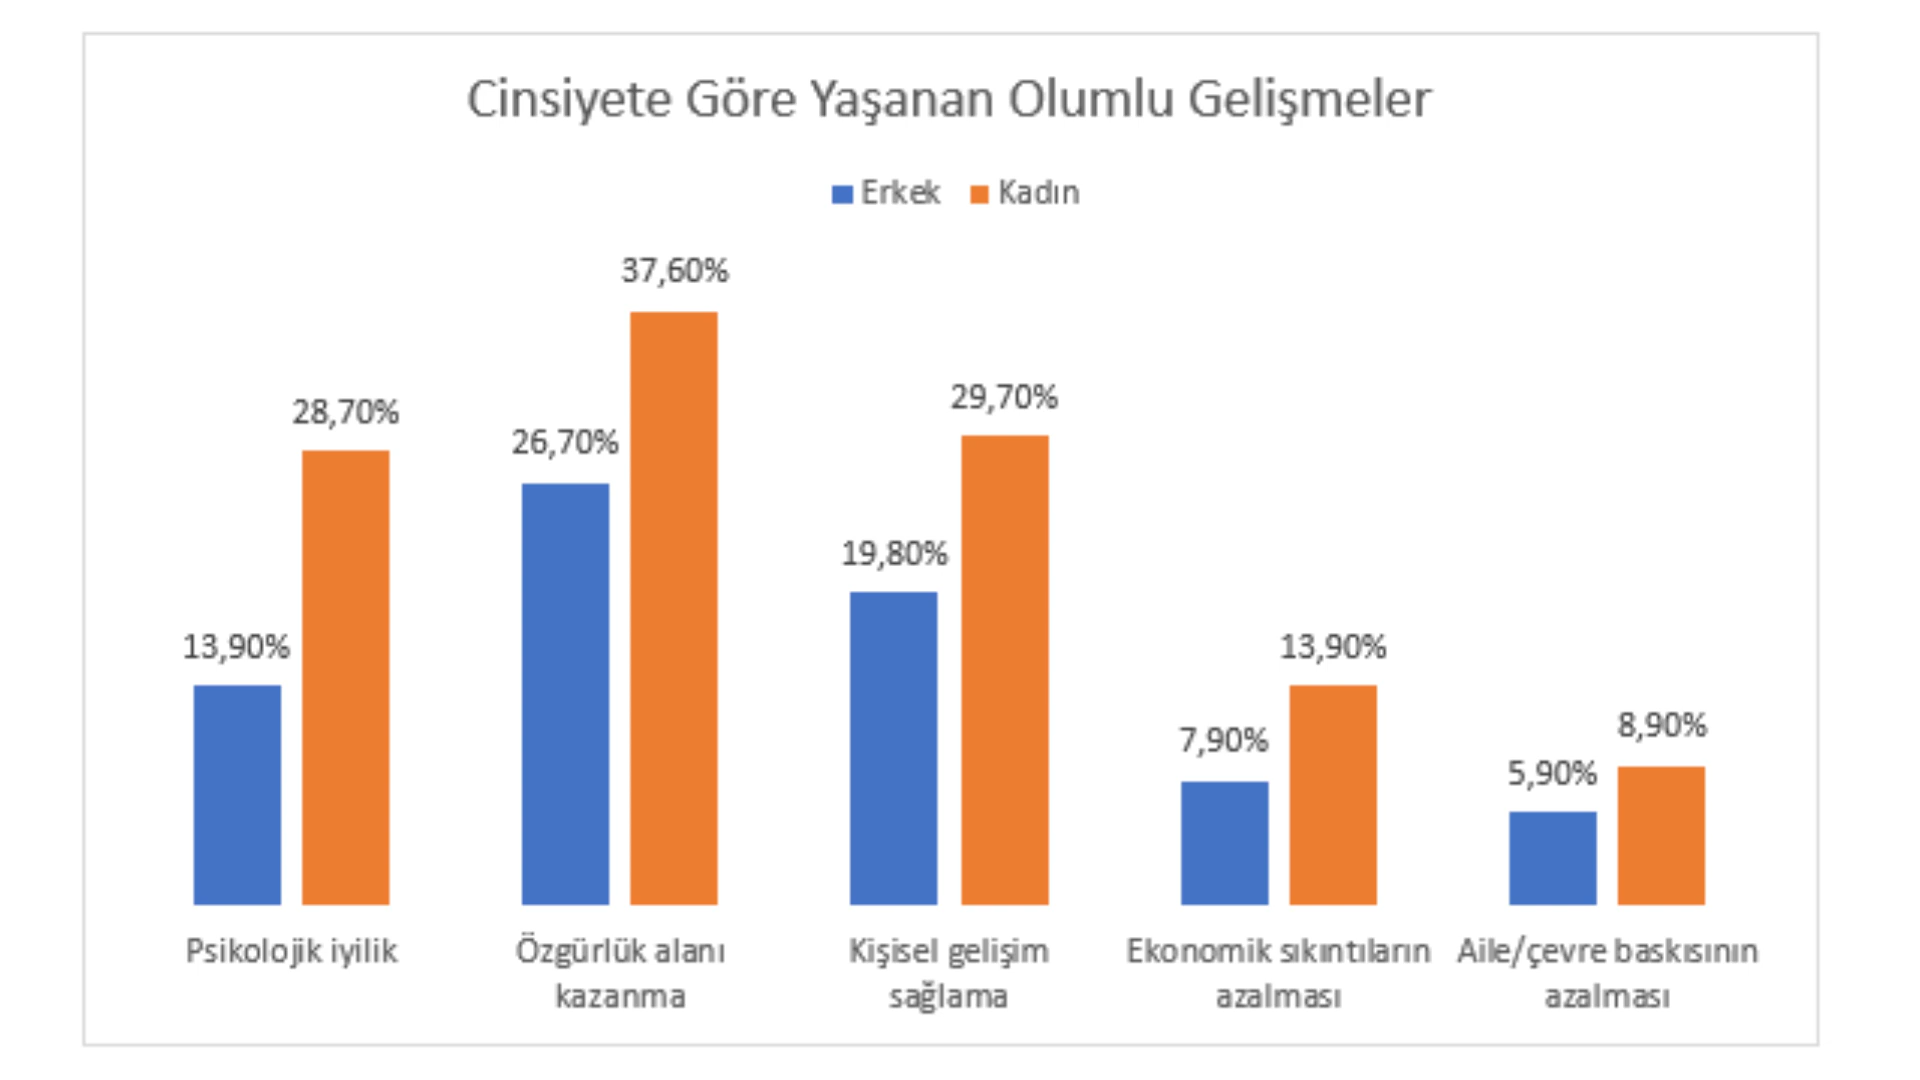 Cinsiyete Göre Yaşanan Olumlu Gelişmeler
Erkek Kadın
37,60%
28,70%
26,70%
29,70%
19,80%
13,90%
13,90%
7,90%
8,90%
5,90%
Psikolojik iyilik
Özgürlük alanı
kazanma
Kişisel gelişim
sağlama
Ekonomik sıkıntıların
azalması
Aile/çevre baskısının
azalması